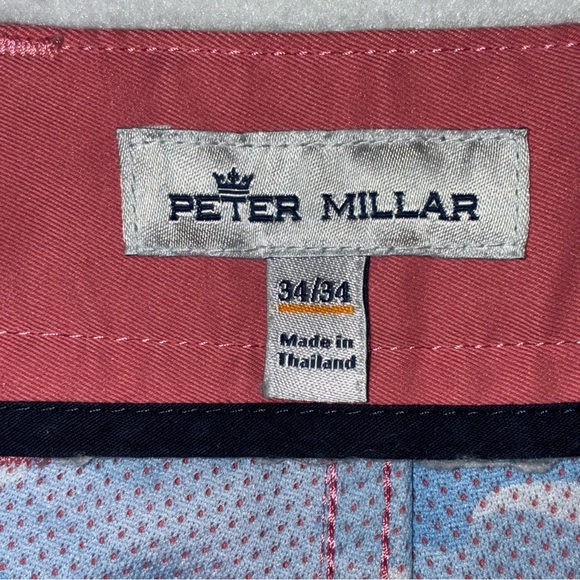 PETER MILLAR
34/34
Made in
Thailand